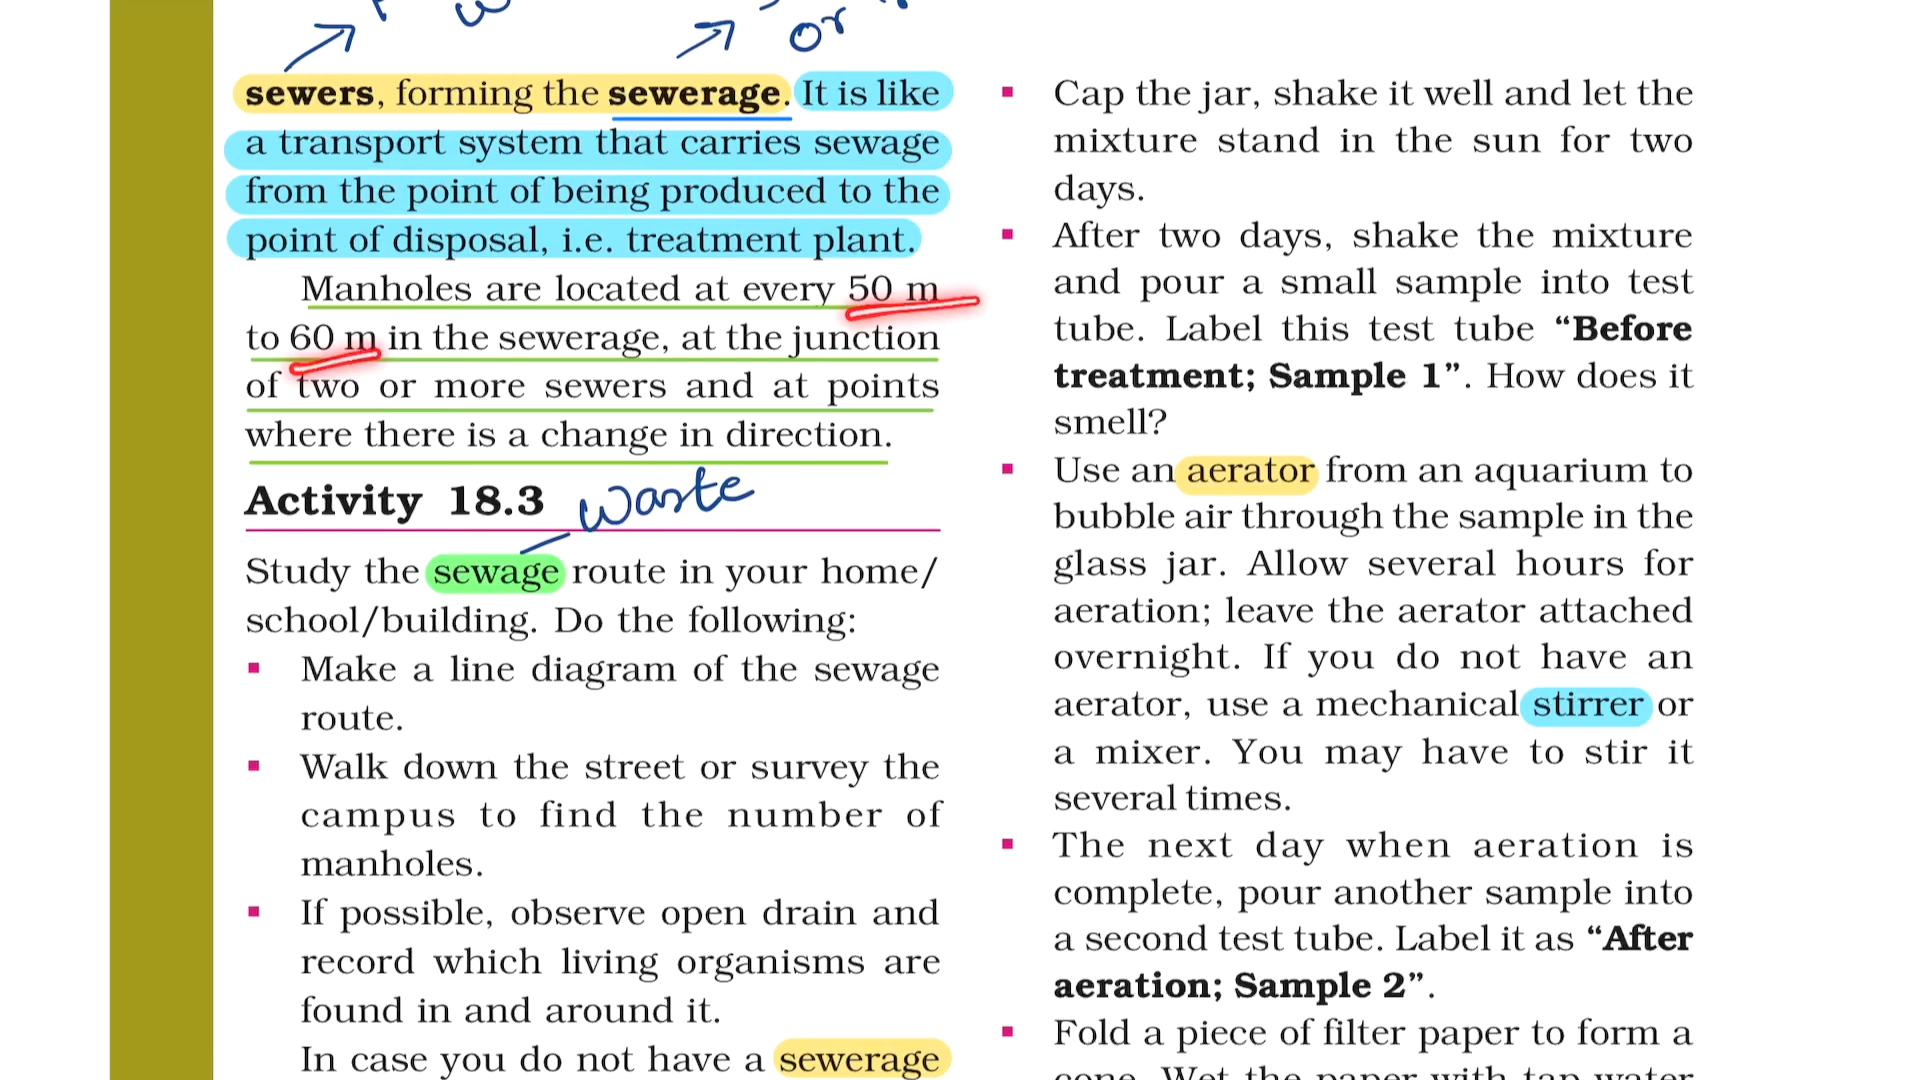 or
sewers, forming the sewerage. It is like
a transport system that carries sewage
from the point of being produced to the
point of disposal, i.e. treatment plant.
Manholes are located at every 50 m
to 60 m in the sewerage, at the junction
of two or more sewers and at points
where there is a change in direction.
Activity 18.3 waste
Study the sewage route in your home/
school/building. Do the following:
▪ Make a line diagram of the sewage
route.
▪ Walk down the street or survey the
campus to find the number of
manholes.
▪ If possible, observe open drain and
record which living organisms are
found in and around it.
In case you do not have a sewerage
▪ Cap the jar, shake it well and let the
mixture stand in the sun for two
days.
▪ After two days, shake the mixture
and pour a small sample into test
tube. Label this test tube “Before
treatment; Sample 1”. How does it
smell?
▪ Use an aerator from an aquarium to
bubble air through the sample in the
glass jar. Allow several hours for
aeration; leave the aerator attached
overnight. If you do not have an
aerator, use a mechanical stirrer or
a mixer. You may have to stir it
several times.
▪ The next day when aeration is
complete, pour another sample into
a second test tube. Label it as “After
aeration; Sample 2”.
▪ Fold a piece of filter paper to form a
cone. Wet the paper with tap water